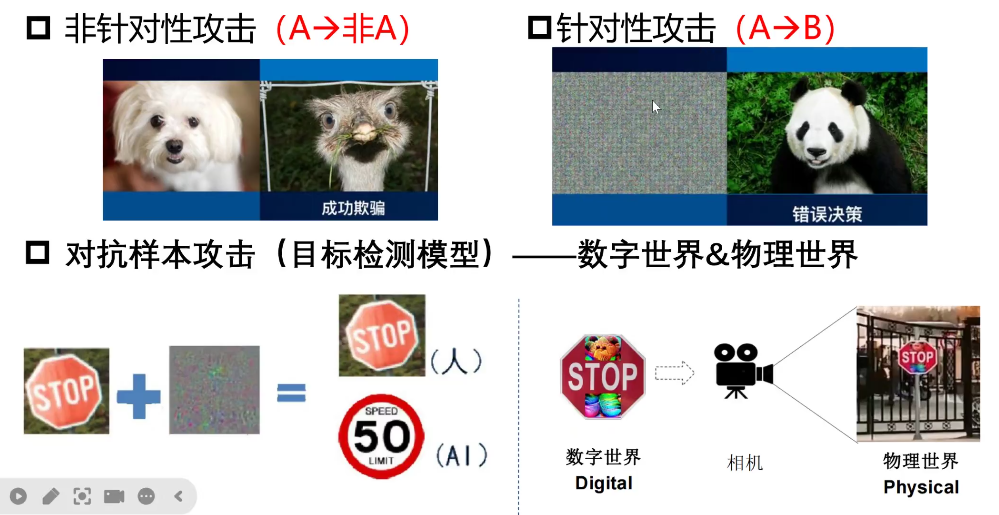 非针对性攻击（A→非A）
针对性攻击（A→B）
成功欺骗
错误决策
对抗样本攻击（目标检测模型）——数字世界&物理世界
STOP
STOP
（人）
SPEED
50
LIMIT
（AI）
STOP
数字世界
Digital
相机
STOP
物理世界
Physical